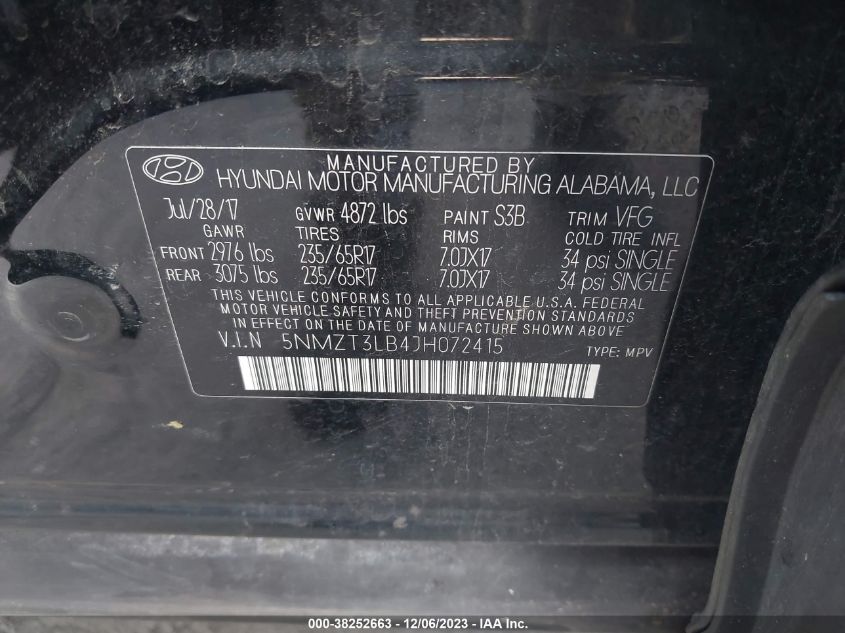 MANUFACTURED BY
HYUNDAI MOTOR MANUFACTURING ALABAMA, LLC
Jul/28/17 GVWR 4872 lbs PAINT S3B TRIM VFG
GAWR TIRES RIMS COLD TIRE INFL
FRONT 2976 lbs 235/65R17 7.0JX17 34 psi SINGLE
REAR 3075 lbs 235/65R17 7.0JX17 34 psi SINGLE
THIS VEHICLE CONFORMS TO ALL APPLICABLE U.S.A. FEDERAL
MOTOR VEHICLE SAFETY AND THEFT PREVENTION STANDARDS
IN EFFECT ON THE DATE OF MANUFACTURE SHOWN ABOVE
V.I.N 5NMZT3LB4JH072415 TYPE: MPV
000-38252663 - 12/06/2023 - IAA Inc.